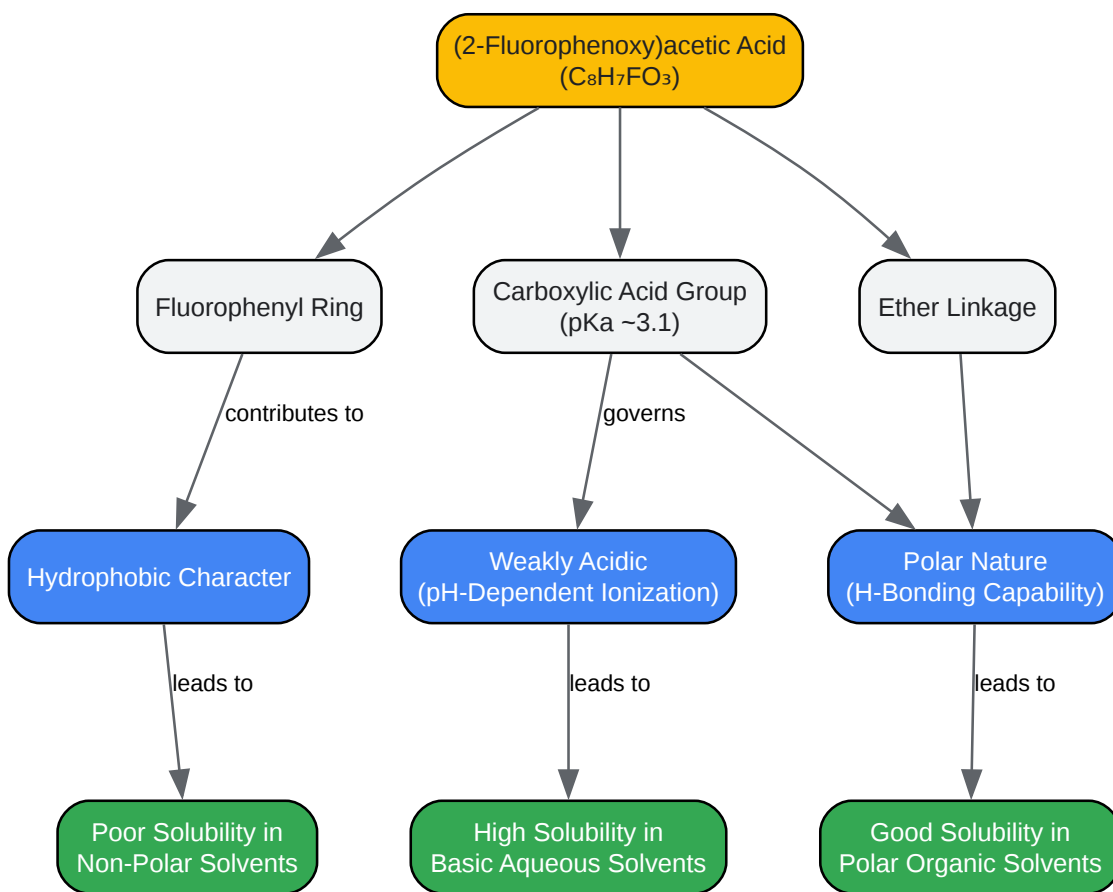 (2-Fluorophenoxy)acetic Acid
(C₈H₇FO₃)
Fluorophenyl Ring
Carboxylic Acid Group
(pKa ~3.1)
Ether Linkage
contributes to
governs
Hydrophobic Character
Weakly Acidic
(pH-Dependent Ionization)
Polar Nature
(H-Bonding Capability)
leads to
leads to
leads to
Poor Solubility in
Non-Polar Solvents
High Solubility in
Basic Aqueous Solvents
Good Solubility in
Polar Organic Solvents